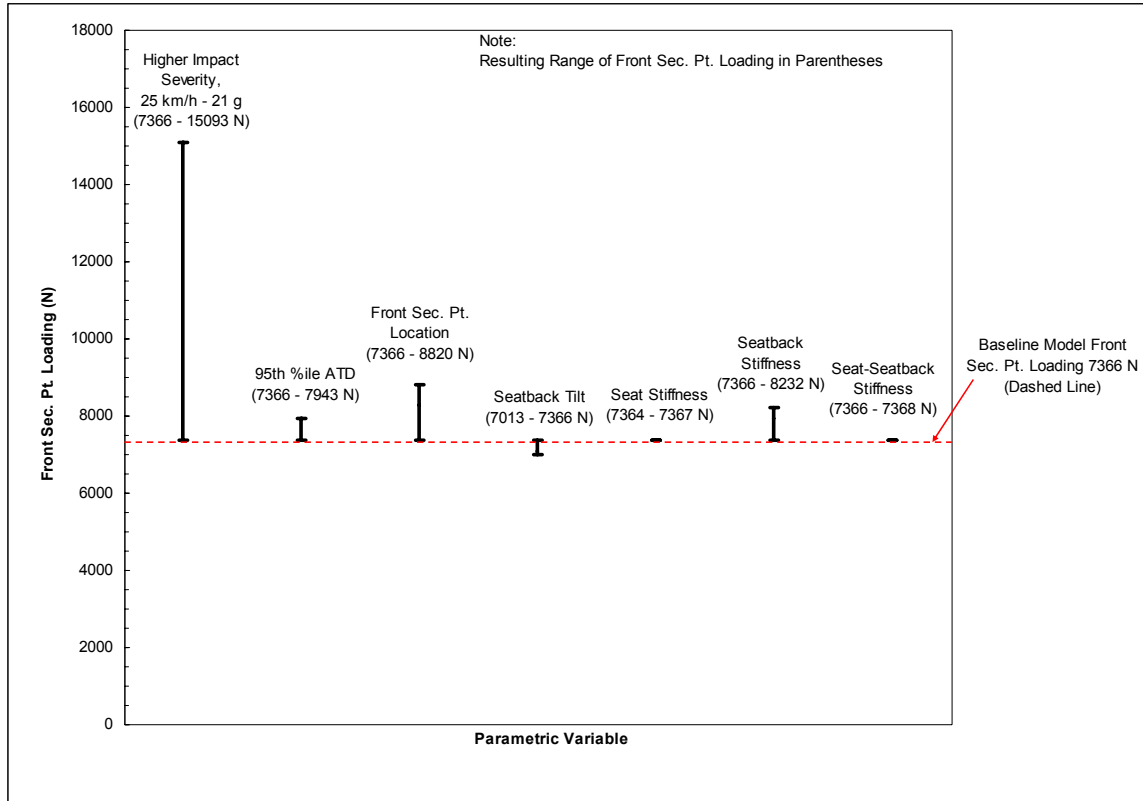 Note:
Resulting Range of Front Sec. Pt. Loading in Parentheses
18000
16000
14000
12000
10000
8000
6000
4000
2000
0
Front Sec. Pt. Loading (N)
Higher Impact
Severity,
25 km/h - 21 g
(7366 - 15093 N)
95th %ile ATD
(7366 - 7943 N)
Front Sec. Pt.
Location
(7366 - 8820 N)
Seatback Tilt
(7013 - 7366 N)
Seat Stiffness
(7364 - 7367 N)
Seatback
Stiffness
(7366 - 8232 N)
Seat-Seatback
Stiffness
(7366 - 7368 N)
Baseline Model Front
Sec. Pt. Loading 7366 N
(Dashed Line)
Parametric Variable